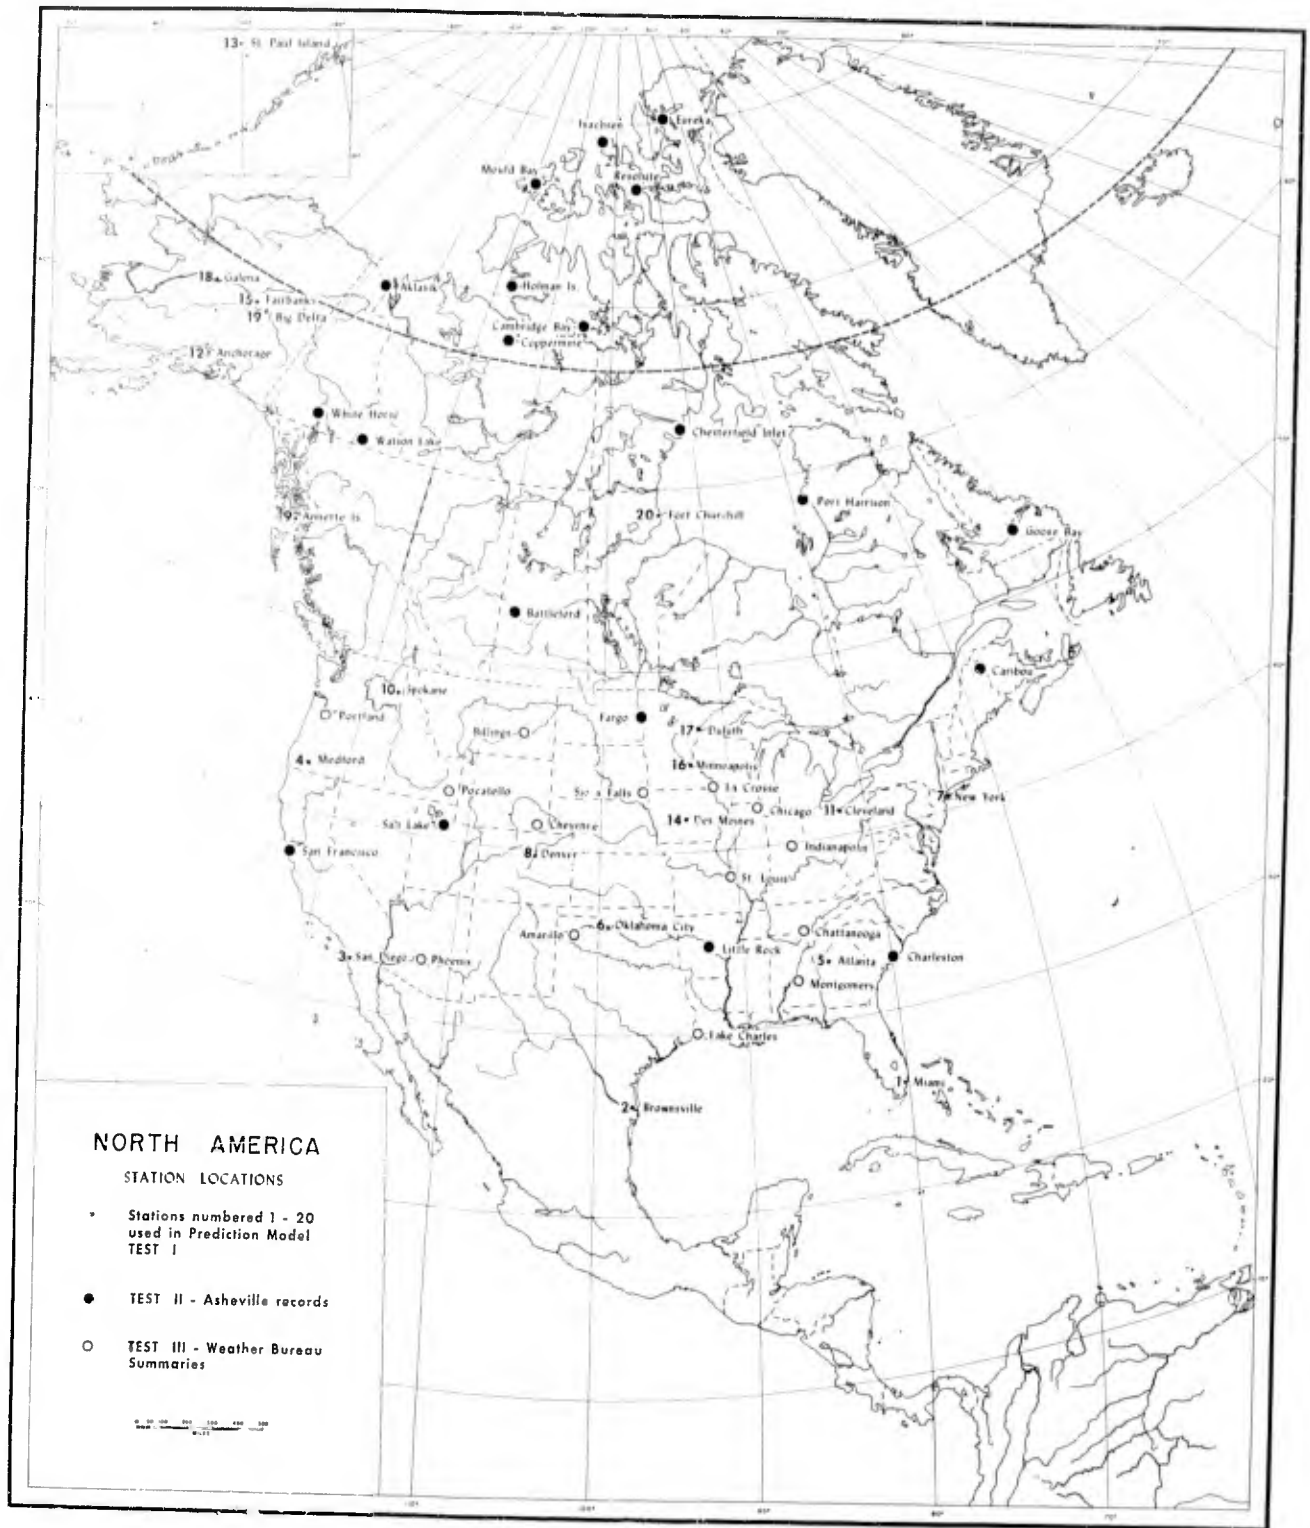 13 St. Paul Island
Isachsen
Eureka
Mould Bay
Resolute
18 Galena
Aklavik
Holman Is.
15 Fairbanks
19 Big Delta
Cambridge Bay
Coppermine
12 Anchorage
White Horse
Watson Lake
Chesterfield Inlet
Port Harrison
9 Annette Is.
20 Fort Churchill
Goose Bay
Battleford
Caribou
10 Spokane
Portland
Fargo
Billings
17 Duluth
4 Medford
16 Minneapolis
Pocatello
Sioux Falls
La Crosse
7 New York
Chicago
11 Cleveland
Salt Lake
Cheyenne
14 Des Moines
San Francisco
8 Denver
Indianapolis
St. Louis
Amarillo
6 Oklahoma City
Chattanooga
Little Rock
3 San Diego
Phoenix
5 Atlanta
Charleston
Montgomery
Lake Charles
1 Miami
2 Brownsville
NORTH AMERICA
STATION LOCATIONS
Stations numbered 1 - 20
used in Prediction Model
TEST I
TEST II - Asheville records
TEST III - Weather Bureau
Summaries
MILES